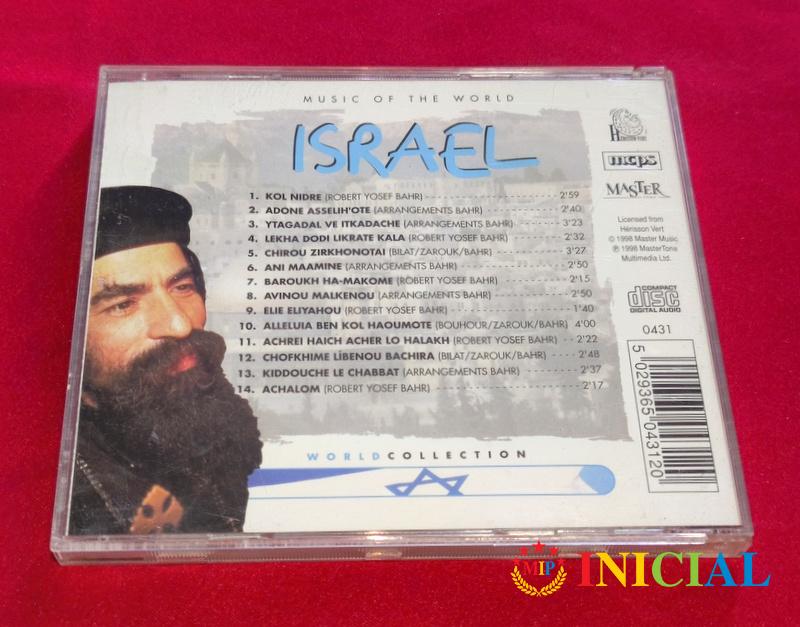 MUSIC OF THE WORLD
ISRAEL
1. KOL NIDRE (ROBERT YOSEF BAHR) 2'59
2. ADONE ASSELIH'OTE (ARRANGEMENTS BAHR) 2'40
3. YTAGADAL VE ITKADACHE (ARRANGEMENTS BAHR) 3'23
4. LEKHA DODI LIKRATE KALA (ROBERT YOSEF BAHR) 2'32
5. CHIROU ZIRKHONOTAI (BILAT/ZAROUK/BAHR) 3'27
6. ANI MAAMINE (ARRANGEMENTS BAHR) 2'50
7. BAROUKH HA-MAKOME (ROBERT YOSEF BAHR) 2'15
8. AVINOU MALKENOU (ARRANGEMENTS BAHR) 2'50
9. ELIE ELIYAHOU (ROBERT YOSEF BAHR) 1'40
10. ALLELUIA BEN KOL HAOUMOTE (BOUHOUR/ZAROUK/BAHR) 4'00
11. ACHREI HAICH ACHER LO HALAKH (ROBERT YOSEF BAHR) 2'22
12. CHOFKHIME LIBENOU BACHIRA (BILAT/ZAROUK/BAHR) 2'48
13. KIDDOUCHE LE CHABBAT (ARRANGEMENTS BAHR) 2'37
14. ACHALOM (ROBERT YOSEF BAHR) 2'17
WORLDCOLLECTION
mcps
MASTER
Licensed from
Hérisson Vert
© 1998 Master Music
℗ 1998 MasterTone
Multimedia Ltd.
COMPACT
disc
DIGITAL AUDIO
0431
5 029365 043120
MIP
INICIAL